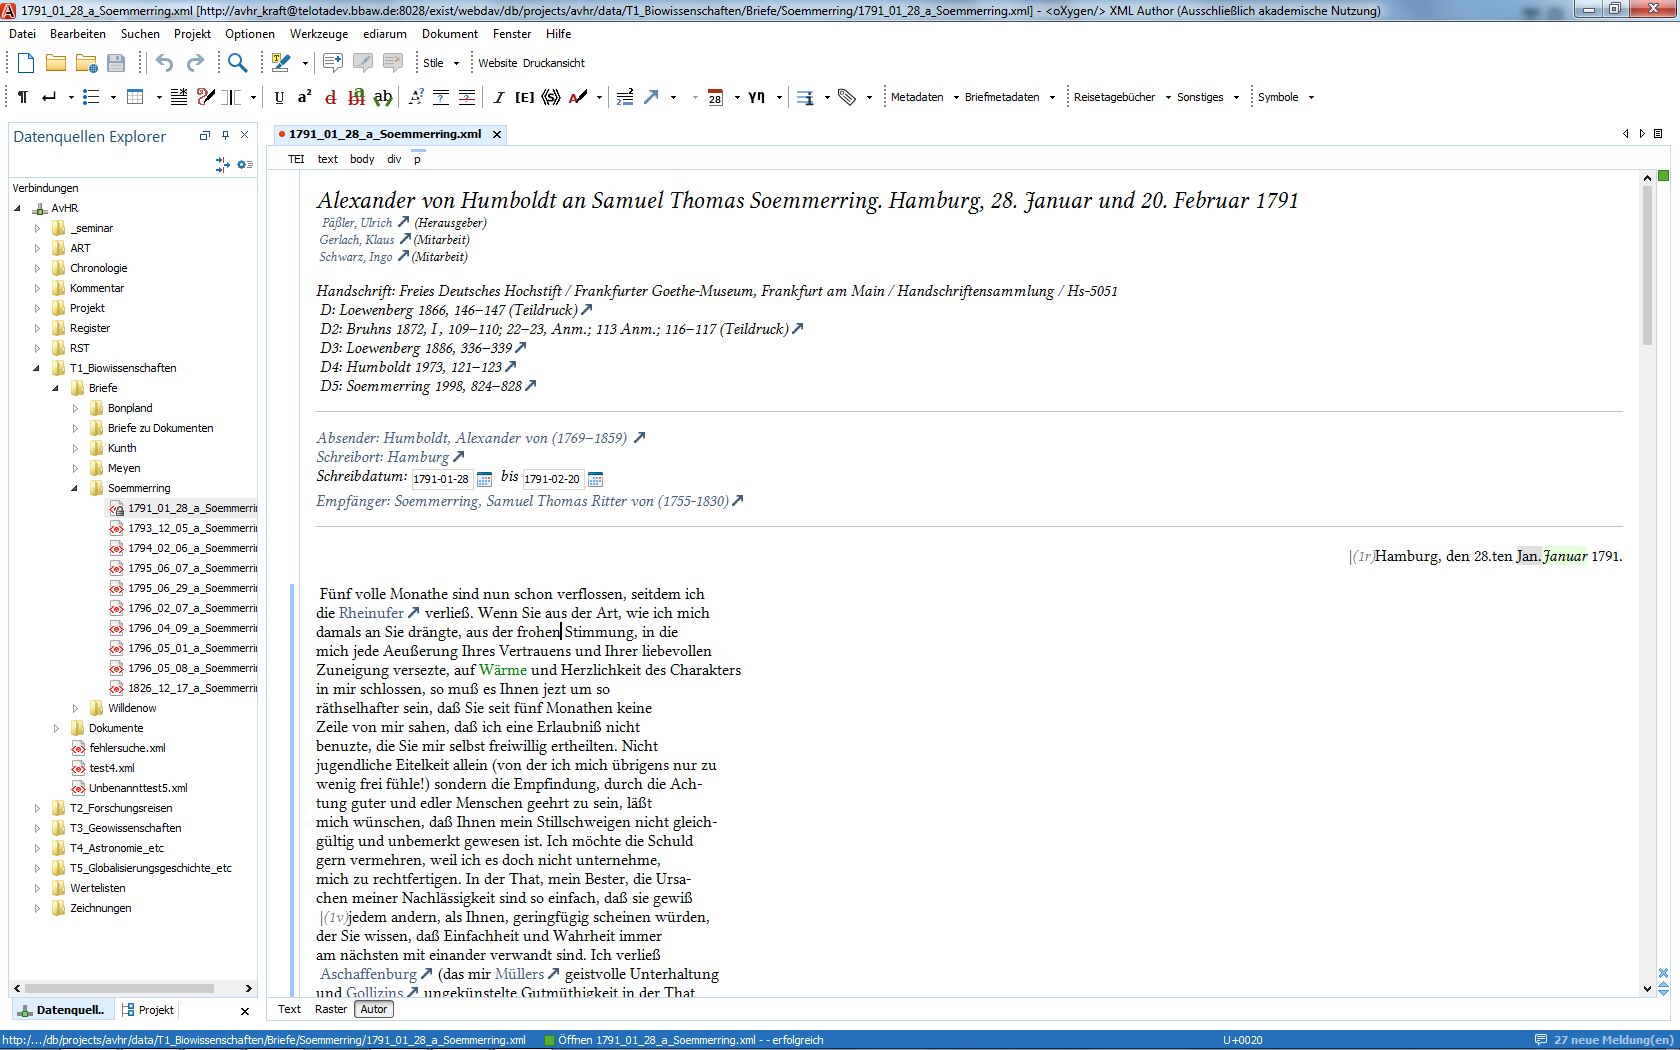 1791_01_28_a_Soemmerring.xml [http://avhr_kraft@telotadev.bbaw.de:8028/exist/webdav/db/projects/avhr/data/T1_Biowissenschaften/Briefe/Soemmerring/1791_01_28_a_Soemmerring.xml] - <oXygen/> XML Author (Ausschließlich akademische Nutzung)
Datei Bearbeiten Suchen Projekt Optionen Werkzeuge ediarum Dokument Fenster Hilfe
Stile Website Druckansicht
¶ U a² d ab A? ? ? I [E] (S) A 28 γη Metadaten Briefmetadaten Reisetagebücher Sonstiges Symbole
Datenquellen Explorer
Verbindungen
AvHR
_seminar
ART
Chronologie
Kommentar
Projekt
Register
RST
T1_Biowissenschaften
Briefe
Bonpland
Briefe zu Dokumenten
Kunth
Meyen
Soemmerring
1791_01_28_a_Soemmerri
1793_12_05_a_Soemmerri
1794_02_06_a_Soemmerri
1795_06_07_a_Soemmerri
1795_06_29_a_Soemmerri
1796_02_07_a_Soemmerri
1796_04_09_a_Soemmerri
1796_05_01_a_Soemmerri
1796_05_08_a_Soemmerri
1826_12_17_a_Soemmerri
Willdenow
Dokumente
fehlersuche.xml
test4.xml
Unbenannttest5.xml
T2_Forschungsreisen
T3_Geowissenschaften
T4_Astronomie_etc
T5_Globalisierungsgeschichte_etc
Wertelisten
Zeichnungen
Datenquell.. Projekt
1791_01_28_a_Soemmerring.xml
TEI text body div p
Alexander von Humboldt an Samuel Thomas Soemmerring. Hamburg, 28. Januar und 20. Februar 1791
Päßler, Ulrich (Herausgeber)
Gerlach, Klaus (Mitarbeit)
Schwarz, Ingo (Mitarbeit)
Handschrift: Freies Deutsches Hochstift / Frankfurter Goethe-Museum, Frankfurt am Main / Handschriftensammlung / Hs-5051
D: Loewenberg 1866, 146–147 (Teildruck)
D2: Bruhns 1872, I , 109–110; 22–23, Anm.; 113 Anm.; 116–117 (Teildruck)
D3: Loewenberg 1886, 336–339
D4: Humboldt 1973, 121–123
D5: Soemmerring 1998, 824–828
Absender: Humboldt, Alexander von (1769–1859)
Schreibort: Hamburg
Schreibdatum: 1791-01-28 bis 1791-02-20
Empfänger: Soemmerring, Samuel Thomas Ritter von (1755-1830)
|(1r)Hamburg, den 28.ten Jan.Januar 1791.
Fünf volle Monathe sind nun schon verflossen, seitdem ich
die Rheinufer verließ. Wenn Sie aus der Art, wie ich mich
damals an Sie drängte, aus der frohen Stimmung, in die
mich jede Aeußerung Ihres Vertrauens und Ihrer liebevollen
Zuneigung versezte, auf Wärme und Herzlichkeit des Charakters
in mir schlossen, so muß es Ihnen jezt um so
räthselhafter sein, daß Sie seit fünf Monathen keine
Zeile von mir sahen, daß ich eine Erlaubniß nicht
benuzte, die Sie mir selbst freiwillig ertheilten. Nicht
jugendliche Eitelkeit allein (von der ich mich übrigens nur zu
wenig frei fühle!) sondern die Empfindung, durch die Ach-
tung guter und edler Menschen geehrt zu sein, läßt
mich wünschen, daß Ihnen mein Stillschweigen nicht gleich-
gültig und unbemerkt gewesen ist. Ich möchte die Schuld
gern vermehren, weil ich es doch nicht unternehme,
mich zu rechtfertigen. In der That, mein Bester, die Ursa-
chen meiner Nachlässigkeit sind so einfach, daß sie gewiß
|(1v)jedem andern, als Ihnen, geringfügig scheinen würden,
der Sie wissen, daß Einfachheit und Wahrheit immer
am nächsten mit einander verwandt sind. Ich verließ
Aschaffenburg (das mir Müllers geistvolle Unterhaltung
und Gollizins ungekünstelte Gutmüthigkeit in der That
Text Raster Autor
http:/.../db/projects/avhr/data/T1_Biowissenschaften/Briefe/Soemmerring/1791_01_28_a_Soemmerring.xml Öffnen 1791_01_28_a_Soemmerring.xml - - erfolgreich U+0020 27 neue Meldung(en)